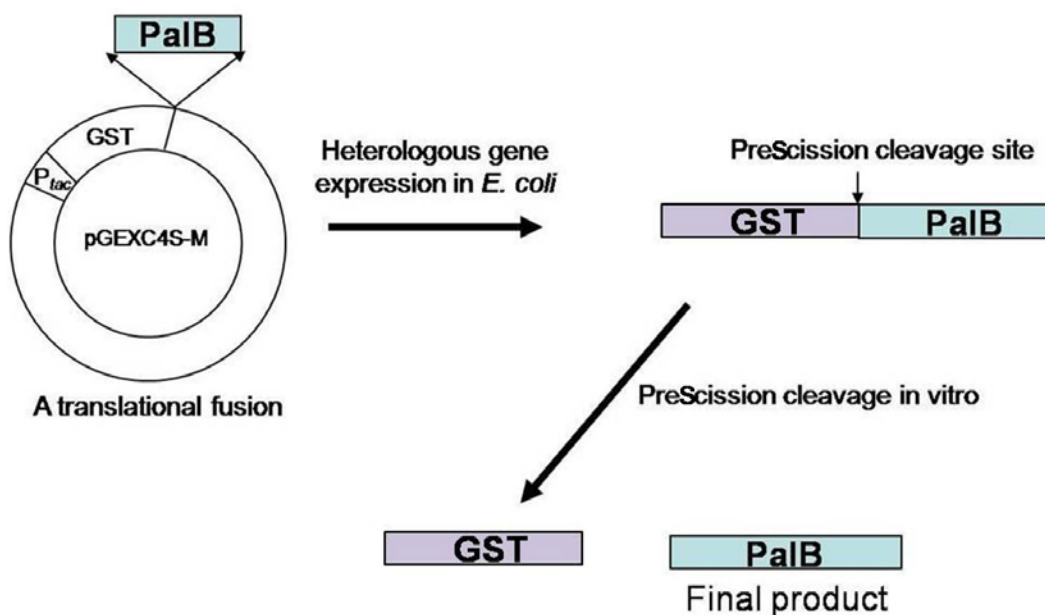 PalB
GST
Ptac
pGEXC4S-M
A translational fusion
Heterologous gene
expression in E. coli
PreScission cleavage site
GST
PalB
PreScission cleavage in vitro
GST
PalB
Final product